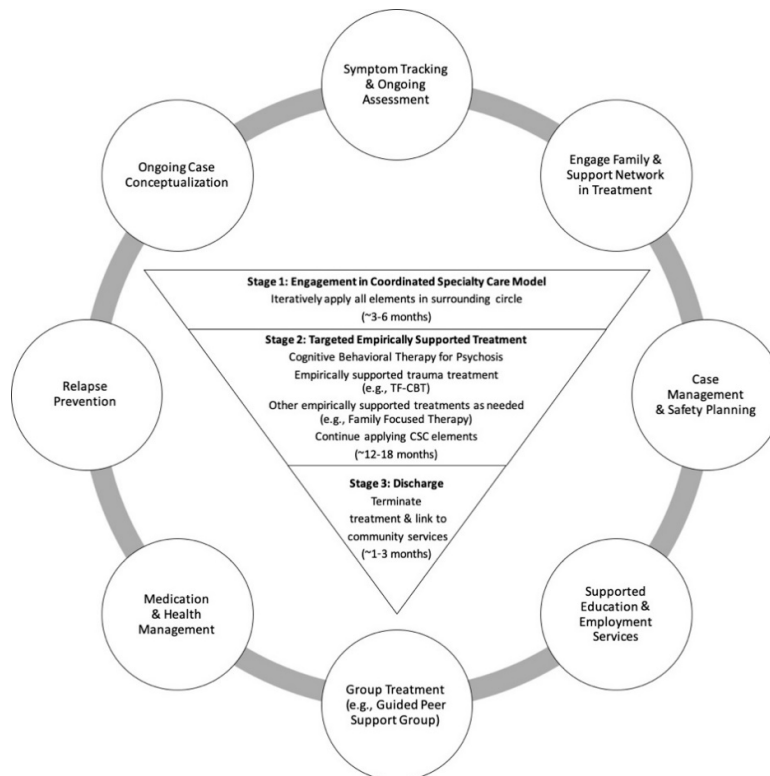 Symptom Tracking
& Ongoing
Assessment
Ongoing Case
Conceptualization
Engage Family &
Support Network
in Treatment
Stage 1: Engagement in Coordinated Specialty Care Model
Iteratively apply all elements in surrounding circle
(~3-6 months)
Stage 2: Targeted Empirically Supported Treatment
Cognitive Behavioral Therapy for Psychosis
Empirically supported trauma treatment
(e.g., TF-CBT)
Other empirically supported treatments as needed
(e.g., Family Focused Therapy)
Continue applying CSC elements
(~12-18 months)
Stage 3: Discharge
Terminate
treatment & link to
community services
(~1-3 months)
Relapse
Prevention
Case
Management
& Safety Planning
Medication
& Health
Management
Supported
Education &
Employment
Services
Group Treatment
(e.g., Guided Peer
Support Group)